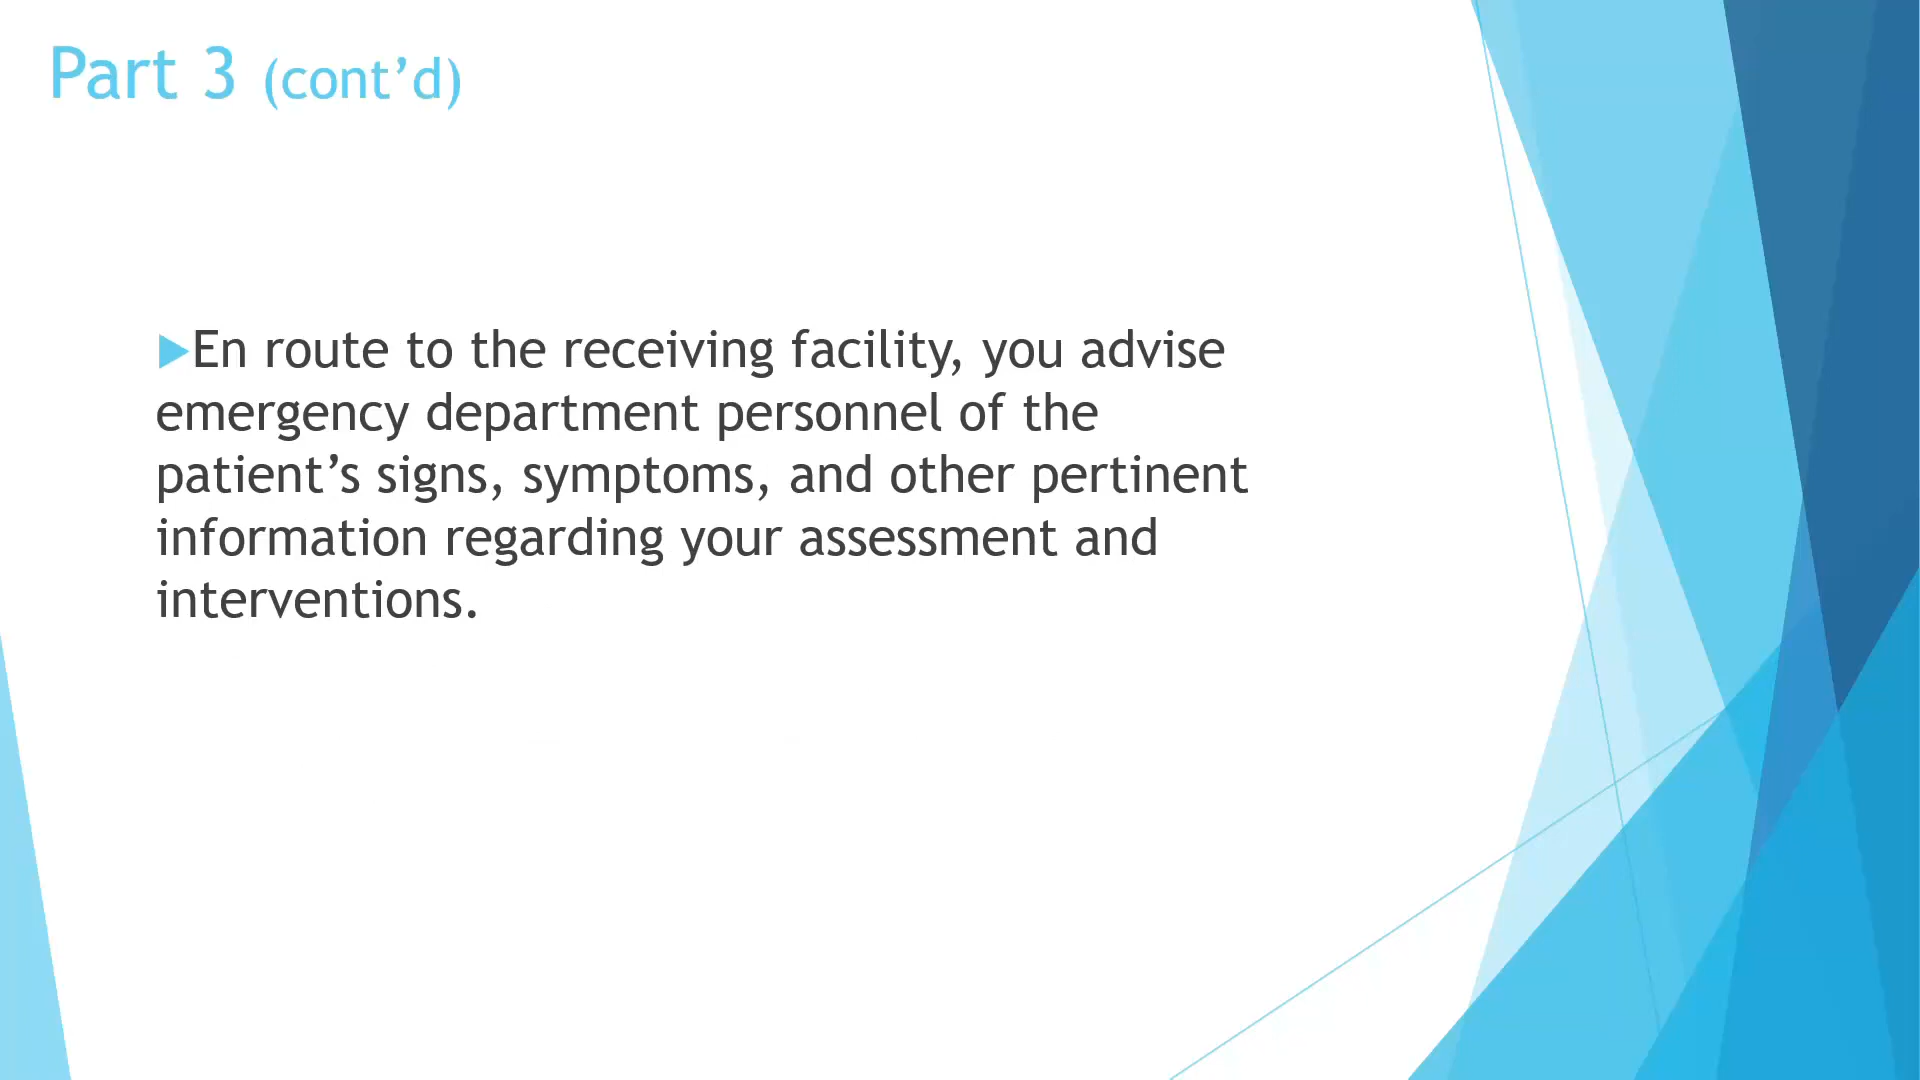 Part 3 (cont’d)
En route to the receiving facility, you advise
emergency department personnel of the
patient’s signs, symptoms, and other pertinent
information regarding your assessment and
interventions.